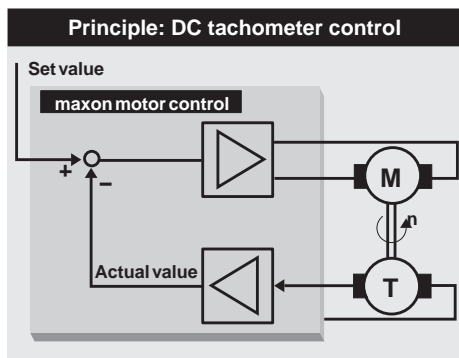 Principle: DC tachometer control
Set value
maxon motor control
+
−
M
n
Actual value
T